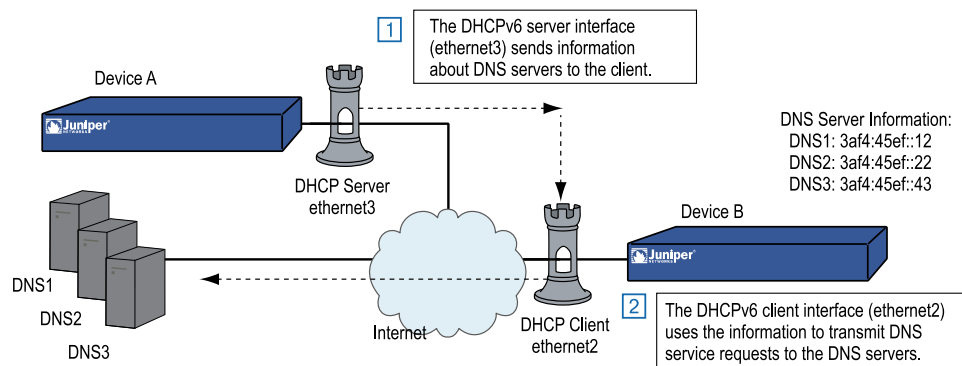 1
The DHCPv6 server interface
(ethernet3) sends information
about DNS servers to the client.
Device A
Juniper®
NETWORKS
DHCP Server
ethernet3
DNS Server Information:
DNS1: 3af4:45ef::12
DNS2: 3af4:45ef::22
DNS3: 3af4:45ef::43
Device B
Juniper®
NETWORKS
DNS1
DNS2
DNS3
Internet
DHCP Client
ethernet2
2
The DHCPv6 client interface (ethernet2)
uses the information to transmit DNS
service requests to the DNS servers.